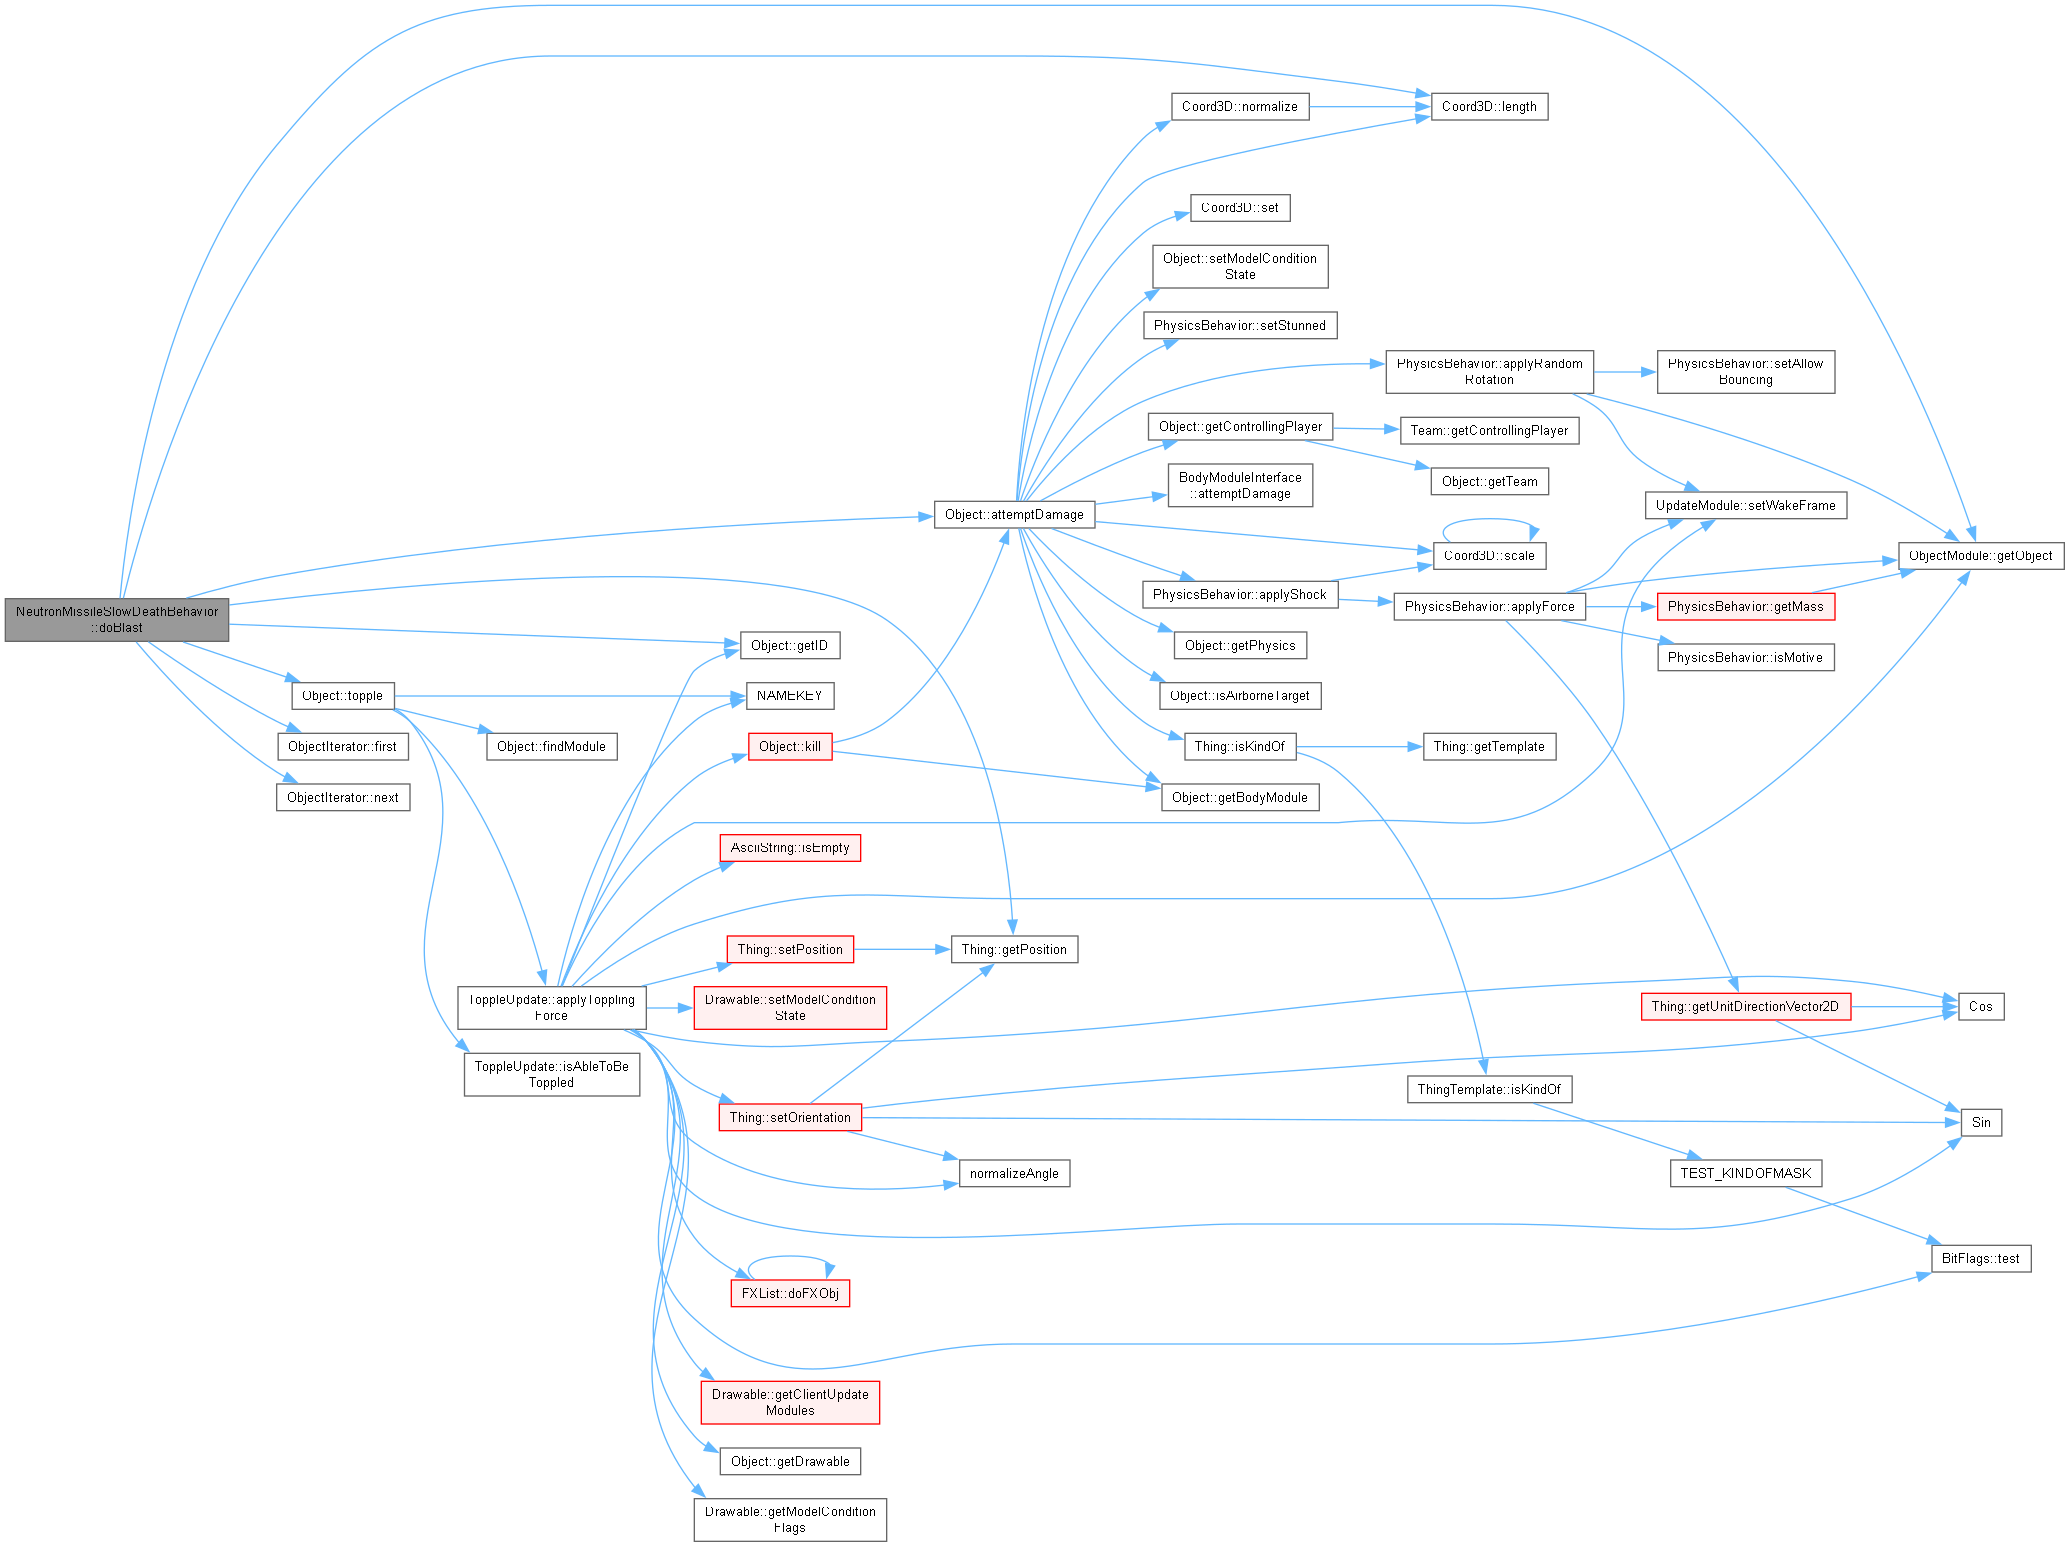 Coord3D::normalize
Coord3D::length
Coord3D::set
Object::setModelCondition
State
PhysicsBehavior::setStunned
PhysicsBehavior::applyRandom
Rotation
PhysicsBehavior::setAllow
Bouncing
Object::getControllingPlayer
Team::getControllingPlayer
BodyModuleInterface
::attemptDamage
Object::getTeam
UpdateModule::setWakeFrame
Object::attemptDamage
Coord3D::scale
ObjectModule::getObject
PhysicsBehavior::applyShock
PhysicsBehavior::applyForce
PhysicsBehavior::getMass
NeutronMissileSlowDeathBehavior
::doBlast
Object::getID
Object::getPhysics
PhysicsBehavior::isMotive
Object::topple
NAMEKEY
Object::isAirborneTarget
ObjectIterator::first
Object::findModule
Object::kill
Thing::isKindOf
Thing::getTemplate
ObjectIterator::next
Object::getBodyModule
AsciiString::isEmpty
Thing::setPosition
Thing::getPosition
ToppleUpdate::applyToppling
Force
Drawable::setModelCondition
State
Thing::getUnitDirectionVector2D
Cos
ToppleUpdate::isAbleToBe
Toppled
ThingTemplate::isKindOf
Thing::setOrientation
Sin
normalizeAngle
TEST_KINDOFMASK
BitFlags::test
FXList::doFXObj
Drawable::getClientUpdate
Modules
Object::getDrawable
Drawable::getModelCondition
Flags